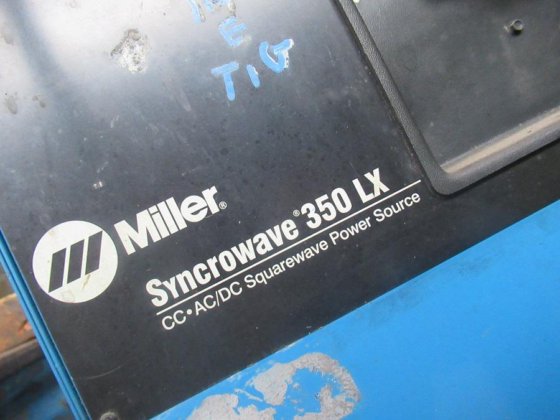 E
TIG
Miller®
Syncrowave® 350 LX
CC • AC/DC Squarewave Power Source